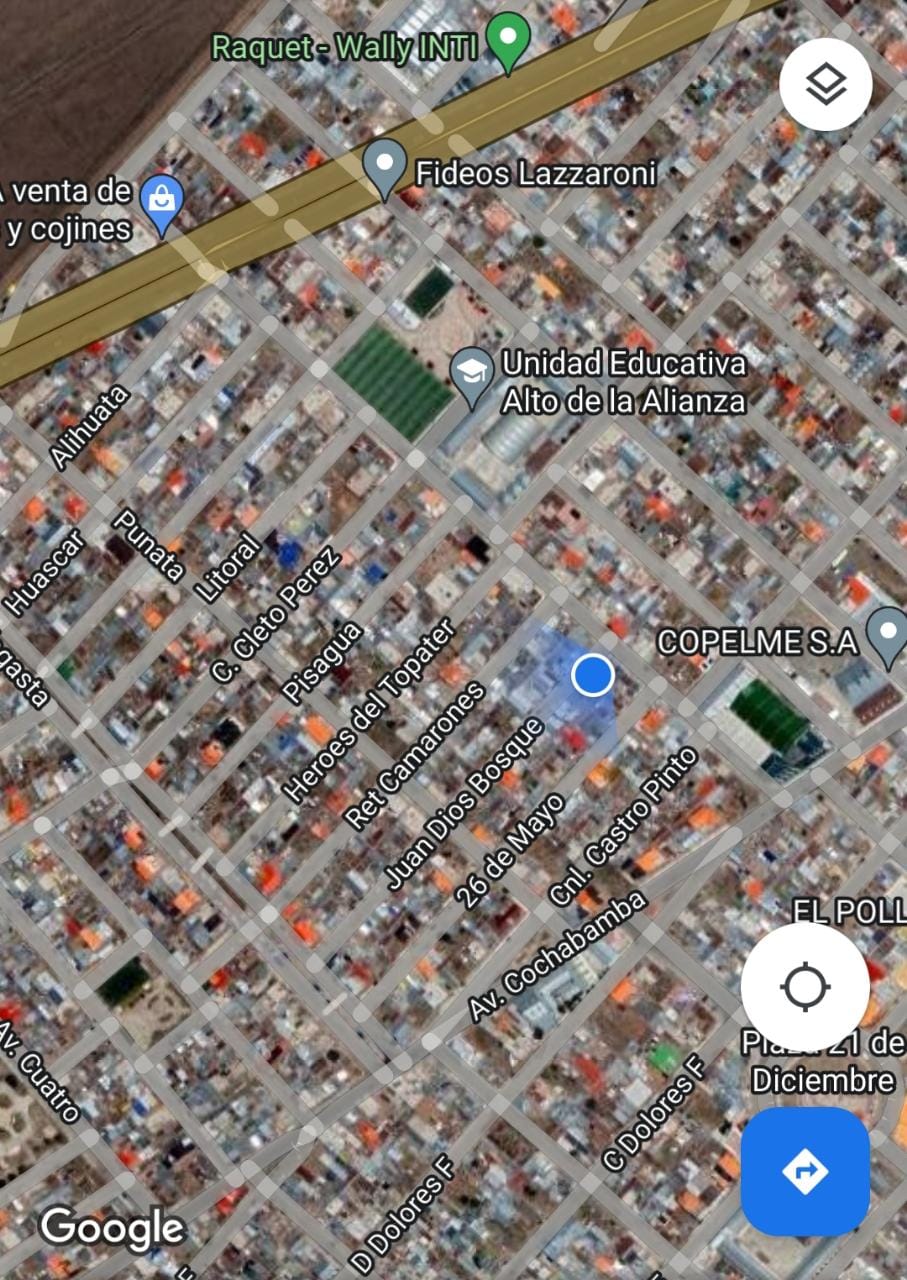 Raquet - Wally INTI
Fideos Lazzaroni
venta de
y cojines
Unidad Educativa
Alto de la Alianza
Alihuata
Punata
Huascar
Litoral
C. Cleto Perez
Pisagua
Heroes del Topater
Ret Camarones
COPELME S.A
Juan Dios Bosque
26 de Mayo
Cnl. Castro Pinto
Av. Cochabamba
EL POLL
Plaza 21 de
Diciembre
Av. Cuatro
C Dolores F
D Dolores F
Google